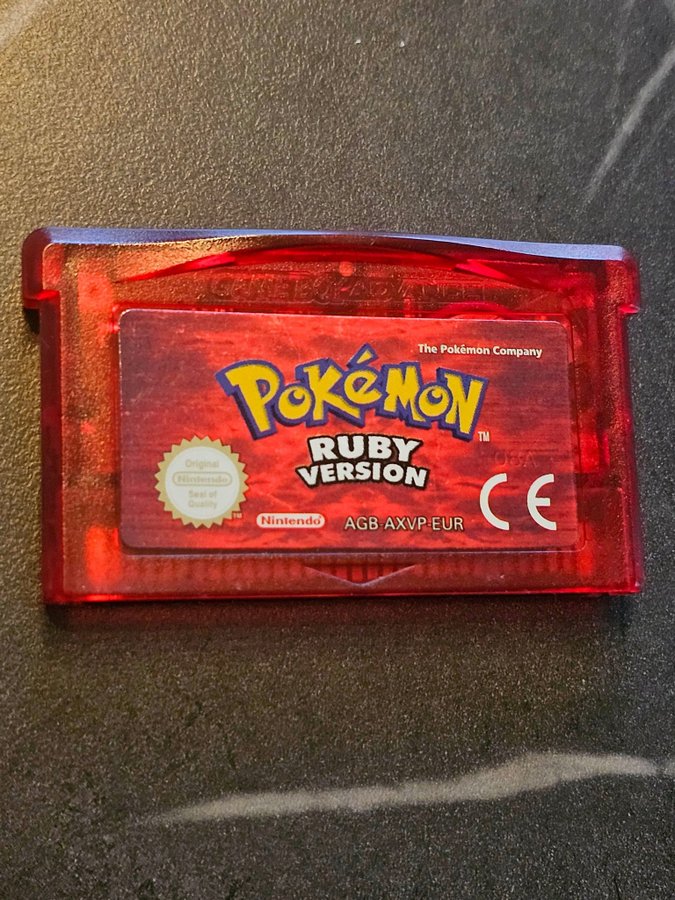 GAME BOY ADVANCE
The Pokémon Company
POKéMON
TM
RUBY
VERSION
Original
Nintendo
Seal of
Quality
TM
Nintendo
AGB-AXVP-EUR
CE